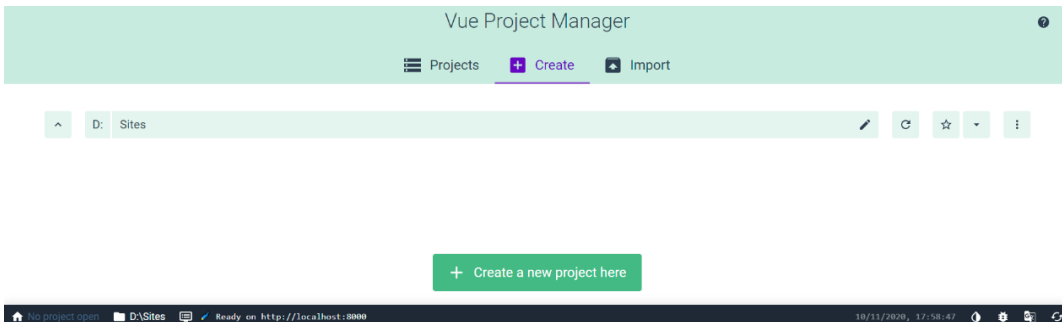 Vue Project Manager
Projects Create Import
D: Sites
Create a new project here
No project open D:\Sites Ready on http://localhost:8000 10/11/2020, 17:58:47